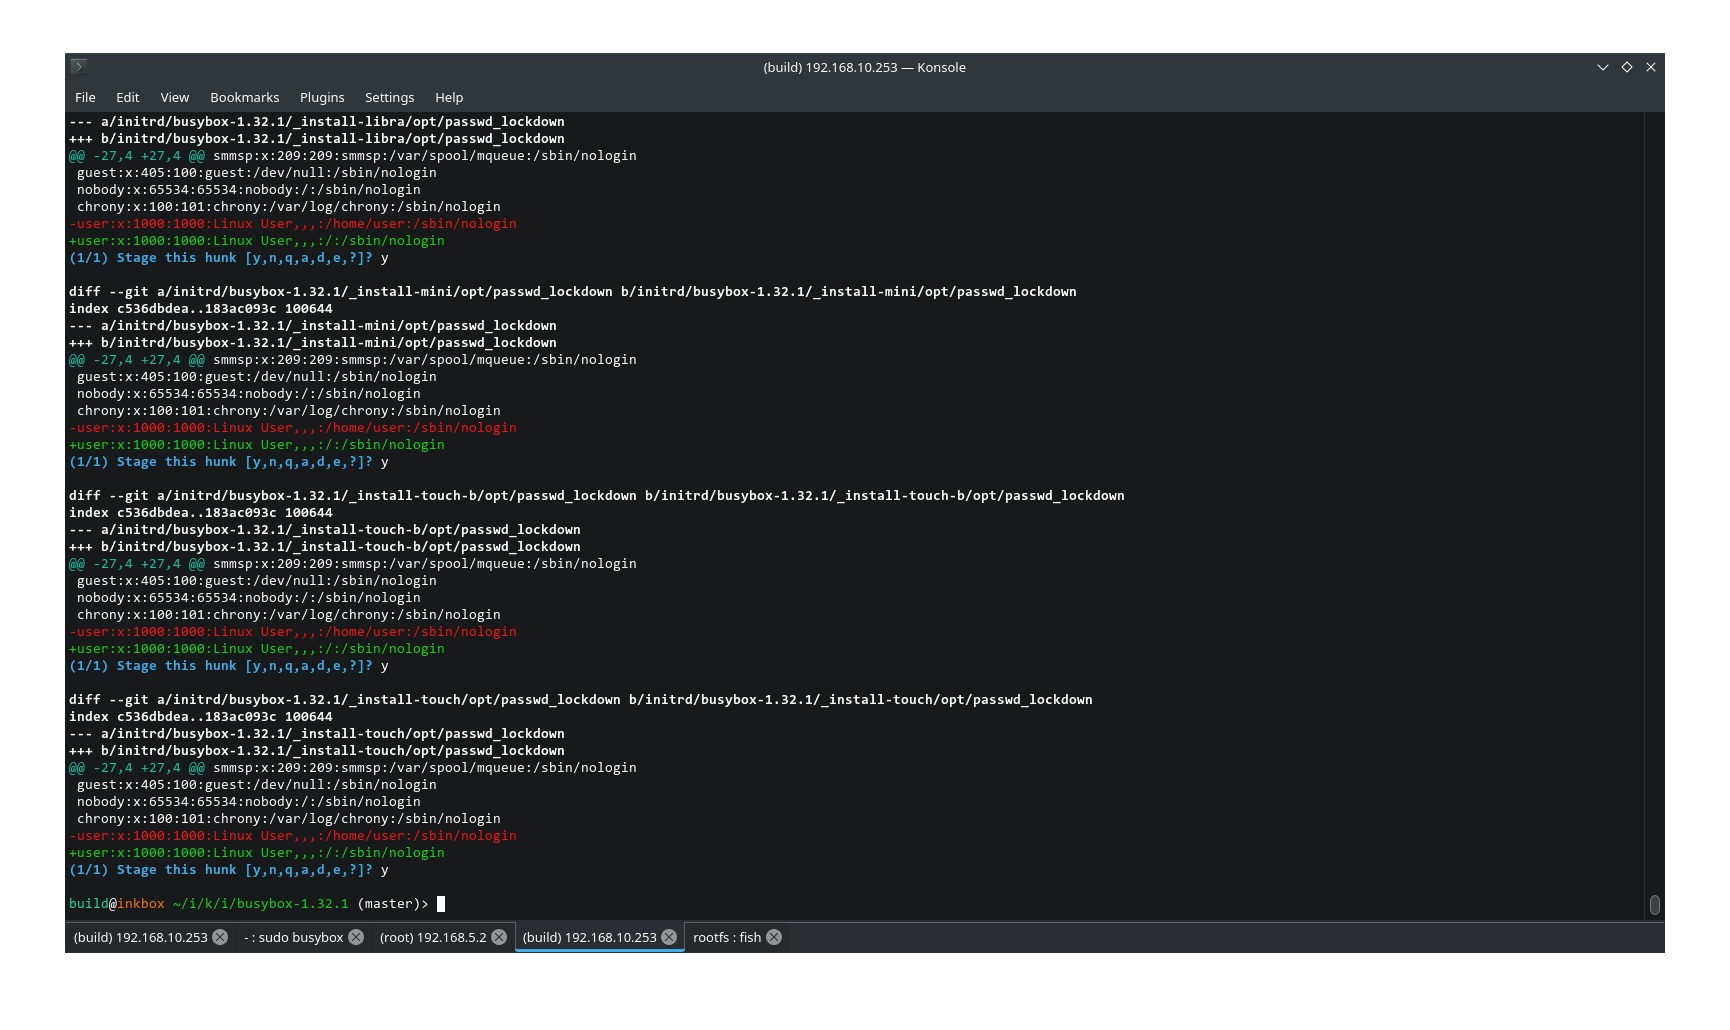 (build) 192.168.10.253 — Konsole
File Edit View Bookmarks Plugins Settings Help
--- a/initrd/busybox-1.32.1/_install-libra/opt/passwd_lockdown
+++ b/initrd/busybox-1.32.1/_install-libra/opt/passwd_lockdown
@@ -27,4 +27,4 @@ smmsp:x:209:209:smmsp:/var/spool/mqueue:/sbin/nologin
 guest:x:405:100:guest:/dev/null:/sbin/nologin
 nobody:x:65534:65534:nobody:/:/sbin/nologin
 chrony:x:100:101:chrony:/var/log/chrony:/sbin/nologin
-user:x:1000:1000:Linux User,,,:/home/user:/sbin/nologin
+user:x:1000:1000:Linux User,,,:/:/sbin/nologin
(1/1) Stage this hunk [y,n,q,a,d,e,?]? y
diff --git a/initrd/busybox-1.32.1/_install-mini/opt/passwd_lockdown b/initrd/busybox-1.32.1/_install-mini/opt/passwd_lockdown
index c536dbdea..183ac093c 100644
--- a/initrd/busybox-1.32.1/_install-mini/opt/passwd_lockdown
+++ b/initrd/busybox-1.32.1/_install-mini/opt/passwd_lockdown
@@ -27,4 +27,4 @@ smmsp:x:209:209:smmsp:/var/spool/mqueue:/sbin/nologin
 guest:x:405:100:guest:/dev/null:/sbin/nologin
 nobody:x:65534:65534:nobody:/:/sbin/nologin
 chrony:x:100:101:chrony:/var/log/chrony:/sbin/nologin
-user:x:1000:1000:Linux User,,,:/home/user:/sbin/nologin
+user:x:1000:1000:Linux User,,,:/:/sbin/nologin
(1/1) Stage this hunk [y,n,q,a,d,e,?]? y
diff --git a/initrd/busybox-1.32.1/_install-touch-b/opt/passwd_lockdown b/initrd/busybox-1.32.1/_install-touch-b/opt/passwd_lockdown
index c536dbdea..183ac093c 100644
--- a/initrd/busybox-1.32.1/_install-touch-b/opt/passwd_lockdown
+++ b/initrd/busybox-1.32.1/_install-touch-b/opt/passwd_lockdown
@@ -27,4 +27,4 @@ smmsp:x:209:209:smmsp:/var/spool/mqueue:/sbin/nologin
 guest:x:405:100:guest:/dev/null:/sbin/nologin
 nobody:x:65534:65534:nobody:/:/sbin/nologin
 chrony:x:100:101:chrony:/var/log/chrony:/sbin/nologin
-user:x:1000:1000:Linux User,,,:/home/user:/sbin/nologin
+user:x:1000:1000:Linux User,,,:/:/sbin/nologin
(1/1) Stage this hunk [y,n,q,a,d,e,?]? y
diff --git a/initrd/busybox-1.32.1/_install-touch/opt/passwd_lockdown b/initrd/busybox-1.32.1/_install-touch/opt/passwd_lockdown
index c536dbdea..183ac093c 100644
--- a/initrd/busybox-1.32.1/_install-touch/opt/passwd_lockdown
+++ b/initrd/busybox-1.32.1/_install-touch/opt/passwd_lockdown
@@ -27,4 +27,4 @@ smmsp:x:209:209:smmsp:/var/spool/mqueue:/sbin/nologin
 guest:x:405:100:guest:/dev/null:/sbin/nologin
 nobody:x:65534:65534:nobody:/:/sbin/nologin
 chrony:x:100:101:chrony:/var/log/chrony:/sbin/nologin
-user:x:1000:1000:Linux User,,,:/home/user:/sbin/nologin
+user:x:1000:1000:Linux User,,,:/:/sbin/nologin
(1/1) Stage this hunk [y,n,q,a,d,e,?]? y
build@inkbox ~/i/k/i/busybox-1.32.1 (master)>
(build) 192.168.10.253 - : sudo busybox (root) 192.168.5.2 (build) 192.168.10.253 rootfs : fish